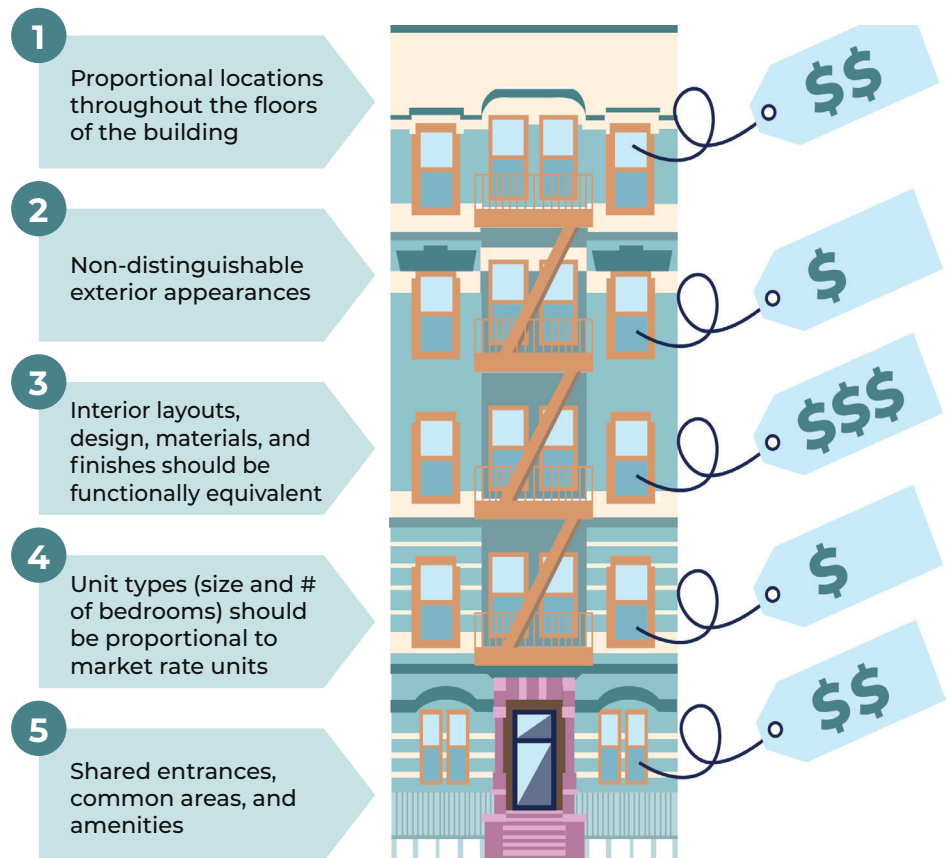 1
Proportional locations
throughout the floors
of the building
$$
2
Non-distinguishable
exterior appearances
$
3
Interior layouts,
design, materials, and
finishes should be
functionally equivalent
$$$
4
Unit types (size and #
of bedrooms) should
be proportional to
market rate units
$
5
Shared entrances,
common areas, and
amenities
$$